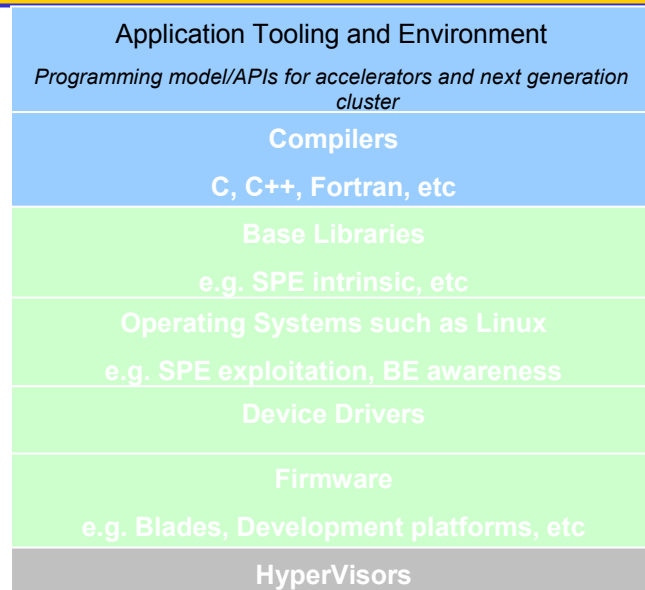 Application Tooling and Environment
Programming model/APIs for accelerators and next generation
cluster
Compilers
C, C++, Fortran, etc
Base Libraries
e.g. SPE intrinsic, etc
Operating Systems such as Linux
e.g. SPE exploitation, BE awareness
Device Drivers
Firmware
e.g. Blades, Development platforms, etc
HyperVisors